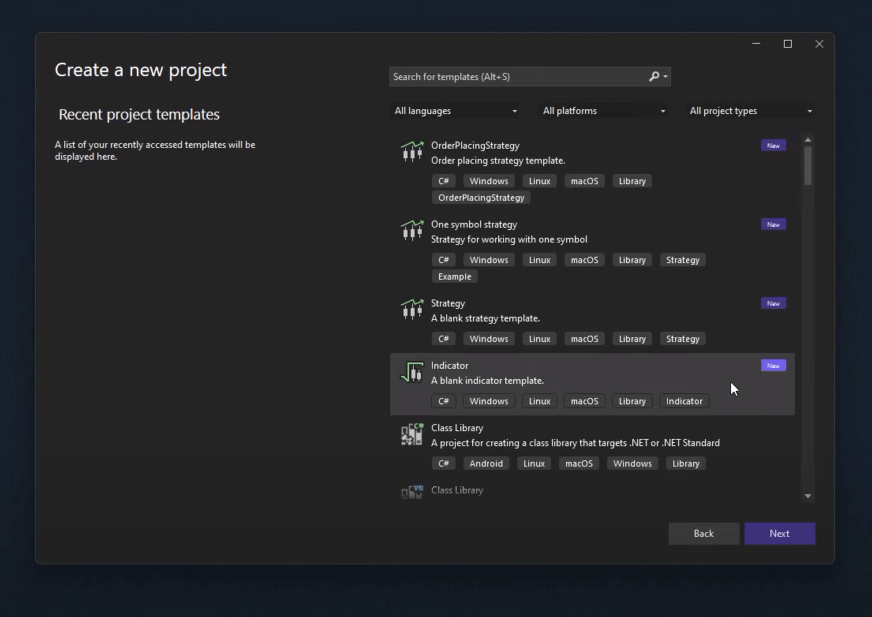 Create a new project
Search for templates (Alt+S)
Recent project templates
A list of your recently accessed templates will be
displayed here.
All languages
All platforms
All project types
OrderPlacingStrategy
New
Order placing strategy template.
C# Windows Linux macOS Library
OrderPlacingStrategy
One symbol strategy
New
Strategy for working with one symbol
C# Windows Linux macOS Library Strategy
Example
Strategy
New
A blank strategy template.
C# Windows Linux macOS Library Strategy
Indicator
New
A blank indicator template.
C# Windows Linux macOS Library Indicator
Class Library
A project for creating a class library that targets .NET or .NET Standard
C# Android Linux macOS Windows Library
Class Library
Back
Next